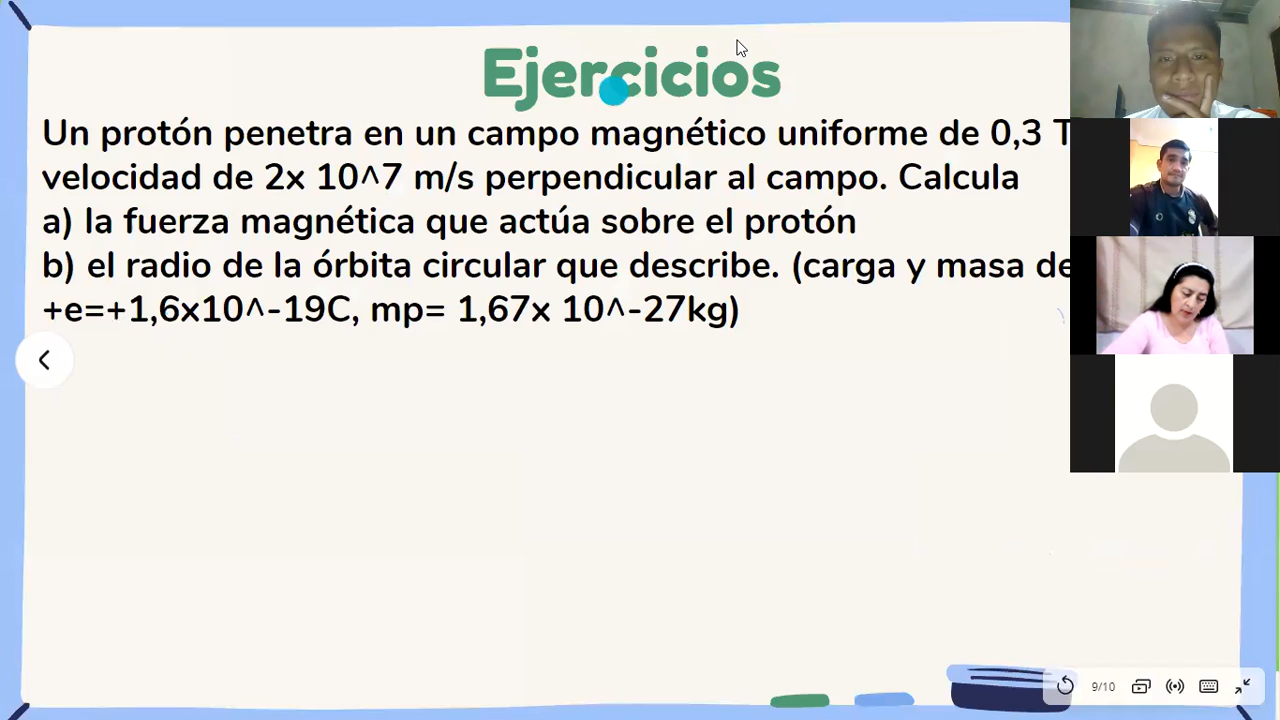 Ejercicios
Un protón penetra en un campo magnético uniforme de 0,3 T
velocidad de 2x 10^7 m/s perpendicular al campo. Calcula
a) la fuerza magnética que actúa sobre el protón
b) el radio de la órbita circular que describe. (carga y masa de
+e=+1,6x10^-19C, mp= 1,67x 10^-27kg)
9/10